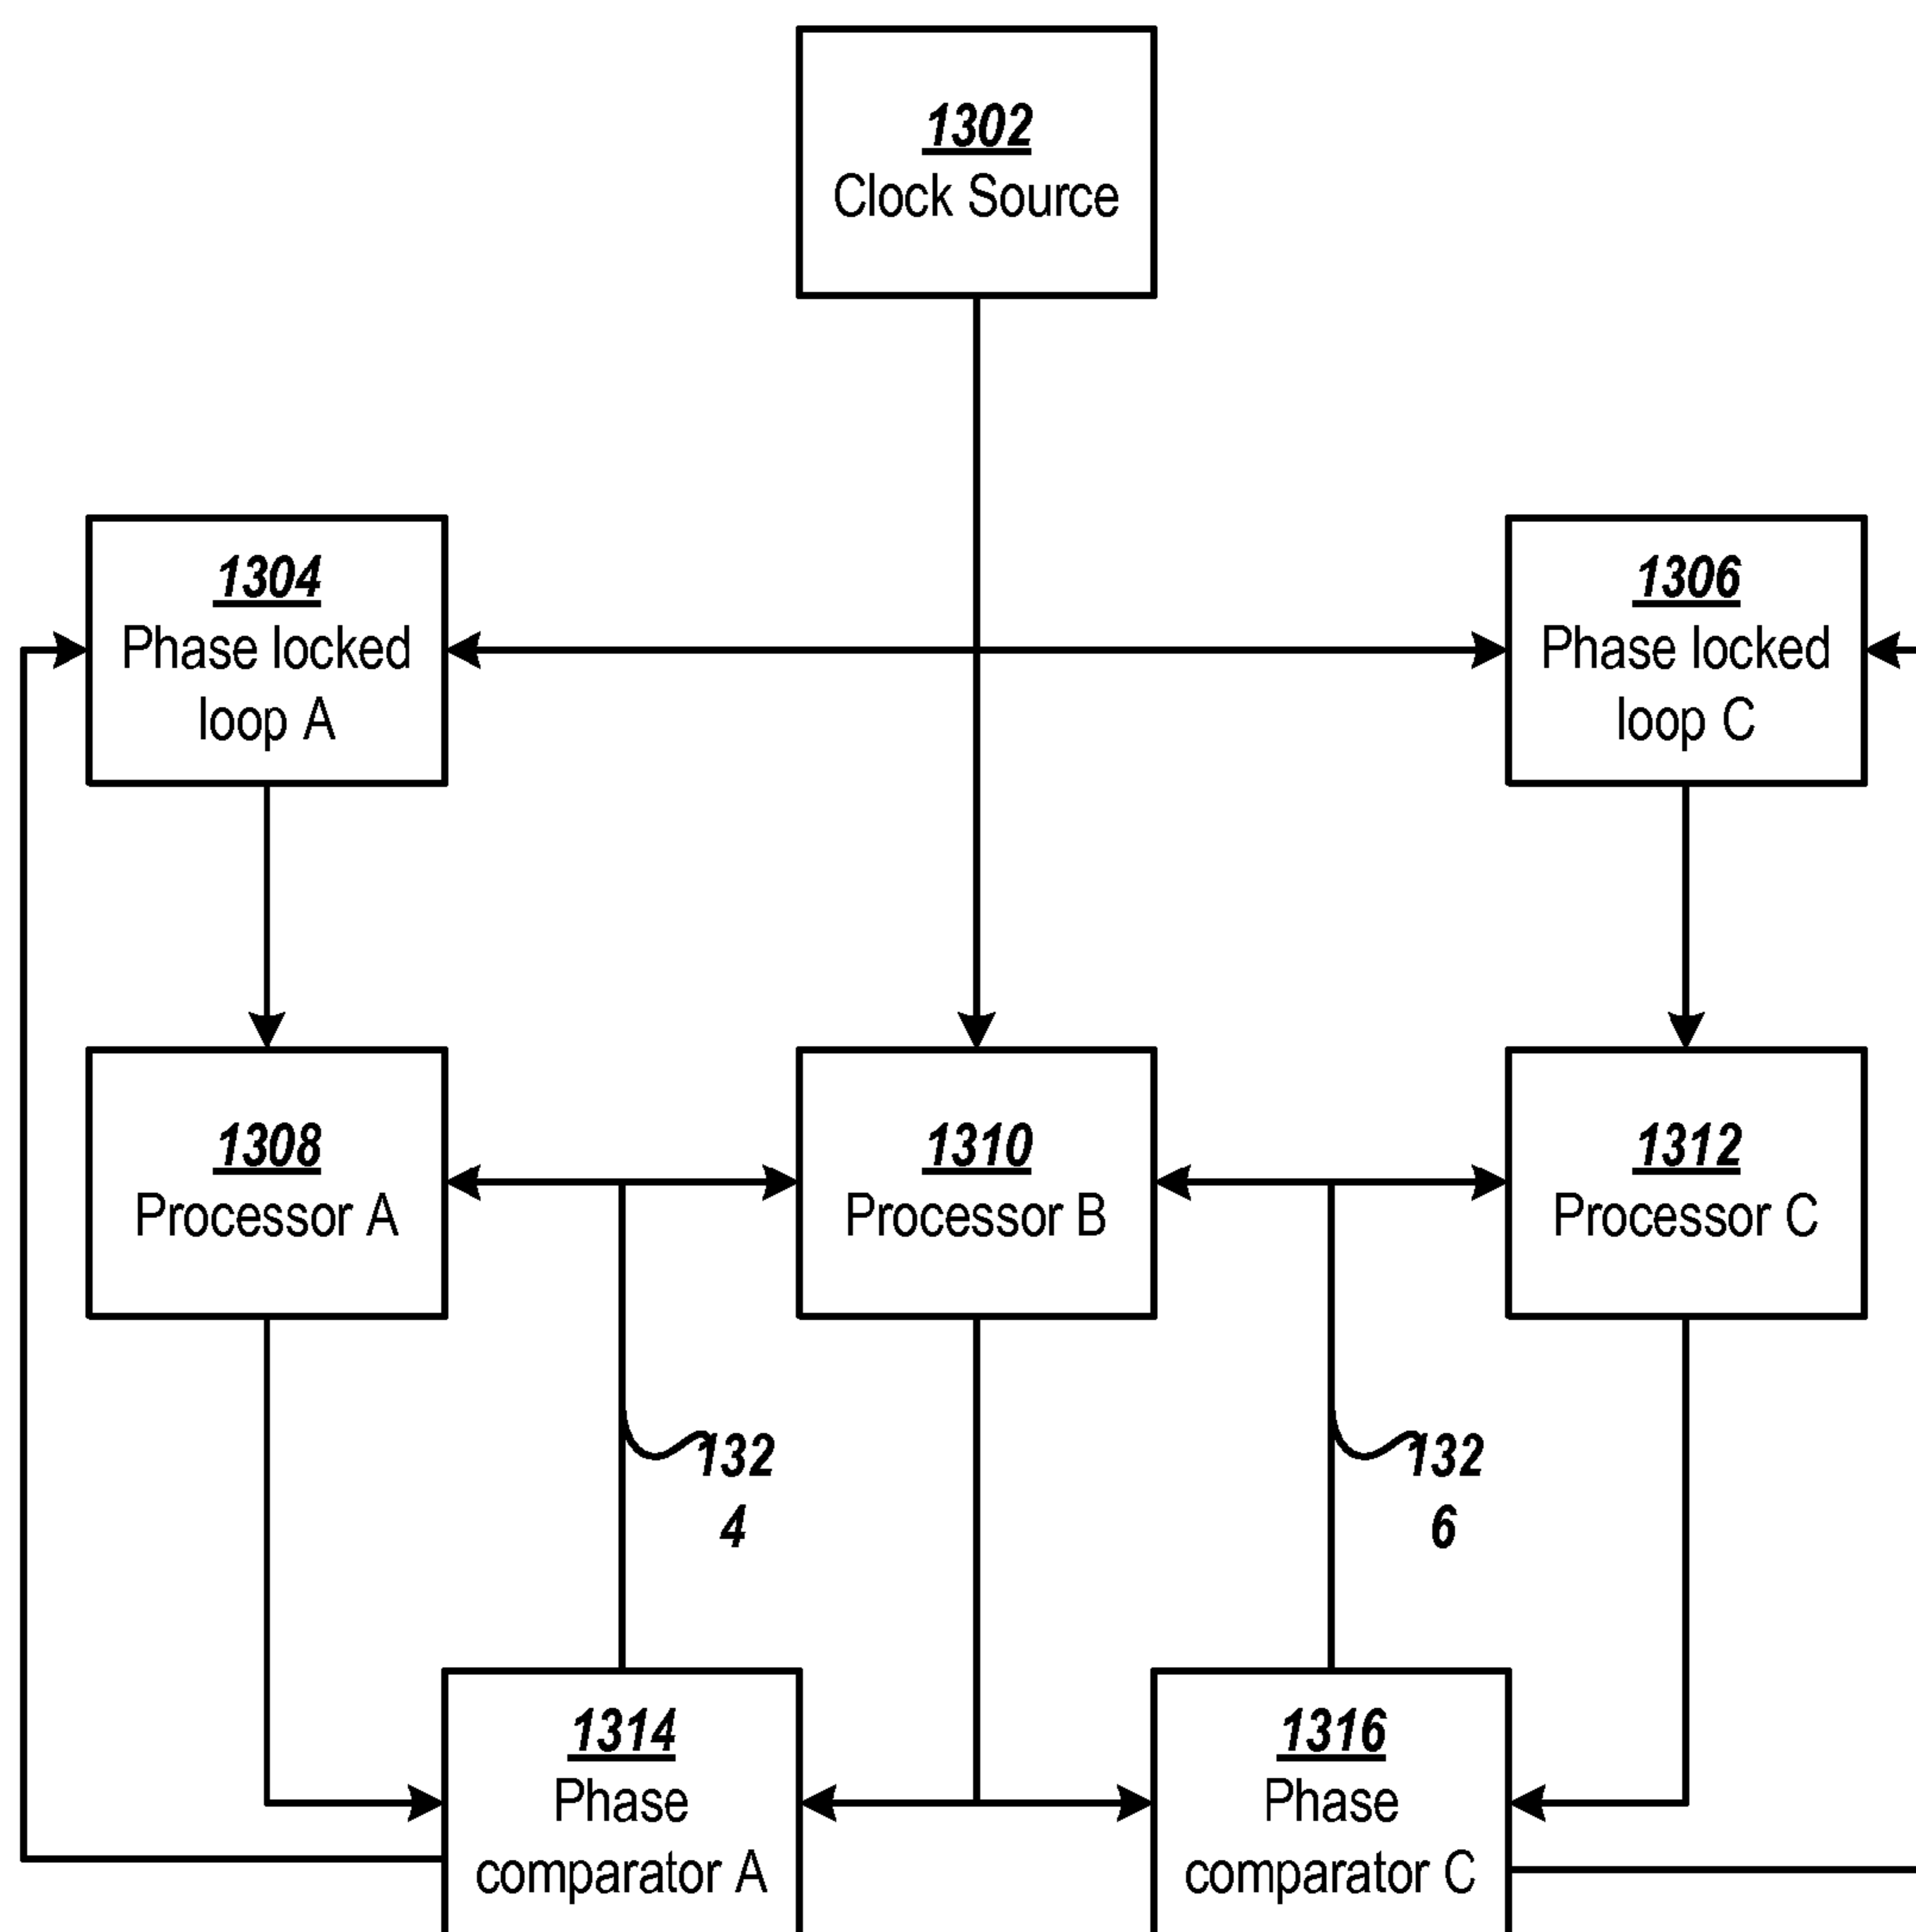 1302
Clock Source
1304
Phase locked
loop A
1306
Phase locked
loop C
1308
Processor A
1310
Processor B
1312
Processor C
132
4
132
6
1314
Phase
comparator A
1316
Phase
comparator C